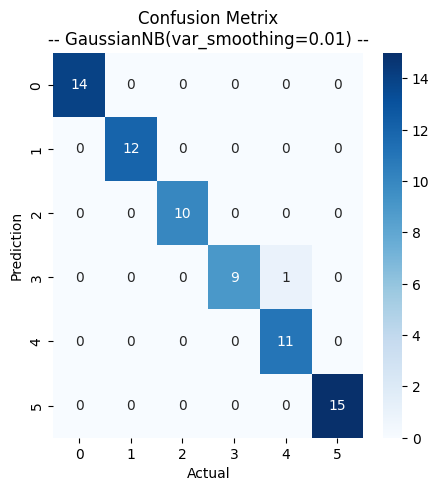 Confusion Metrix
-- GaussianNB(var_smoothing=0.01) --
0 14 0 0 0 0 0
1 0 12 0 0 0 0
2 0 0 10 0 0 0
3 0 0 0 9 1 0
4 0 0 0 0 11 0
5 0 0 0 0 0 15
0 1 2 3 4 5
Prediction
Actual
14
12
10
8
6
4
2
0